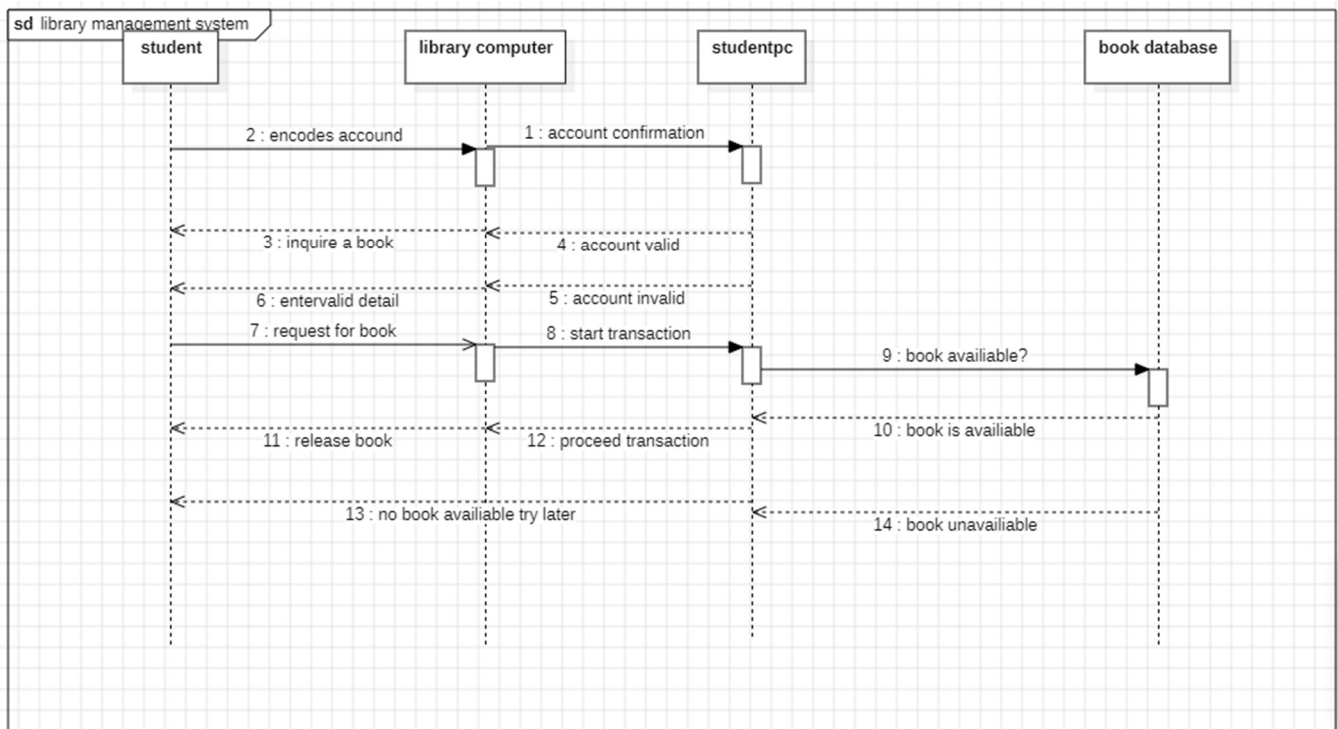 sd library management system
student
library computer
studentpc
book database
2 : encodes accound
1 : account confirmation
3 : inquire a book
4 : account valid
6 : entervalid detail
5 : account invalid
7 : request for book
8 : start transaction
9 : book availiable?
10 : book is availiable
11 : release book
12 : proceed transaction
13 : no book availiable try later
14 : book unavailiable